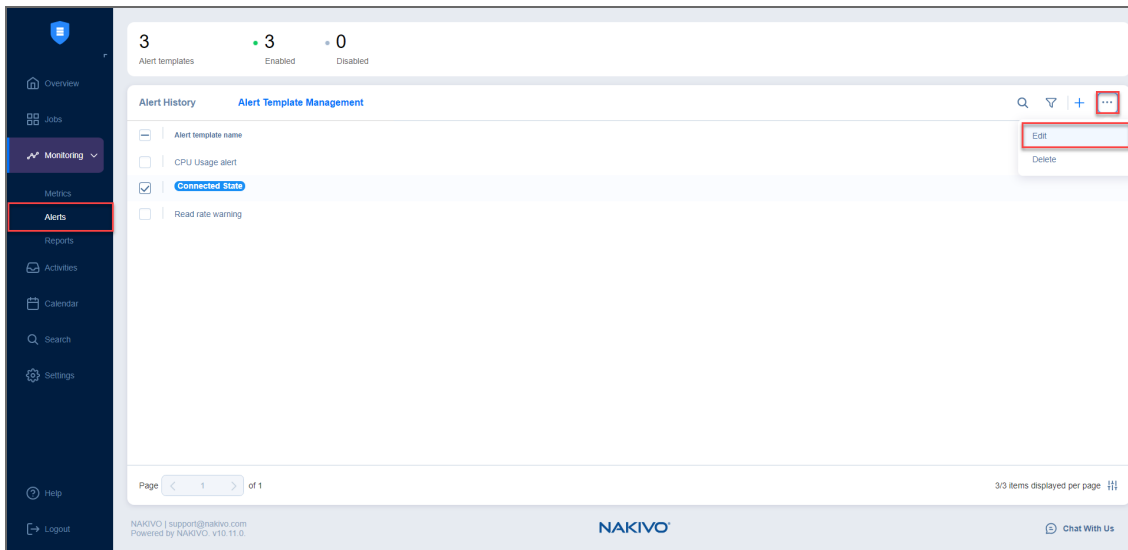 3
Alert templates
3
Enabled
0
Disabled
Overview
Jobs
Monitoring
Metrics
Alerts
Reports
Activities
Calendar
Search
Settings
Help
Logout
Alert History
Alert Template Management
Edit
Delete
Alert template name
CPU Usage alert
Connected State
Read rate warning
Page 1 of 1
3/3 items displayed per page
NAKIVO | support@nakivo.com
Powered by NAKIVO. v10.11.0.
NAKIVO
Chat With Us